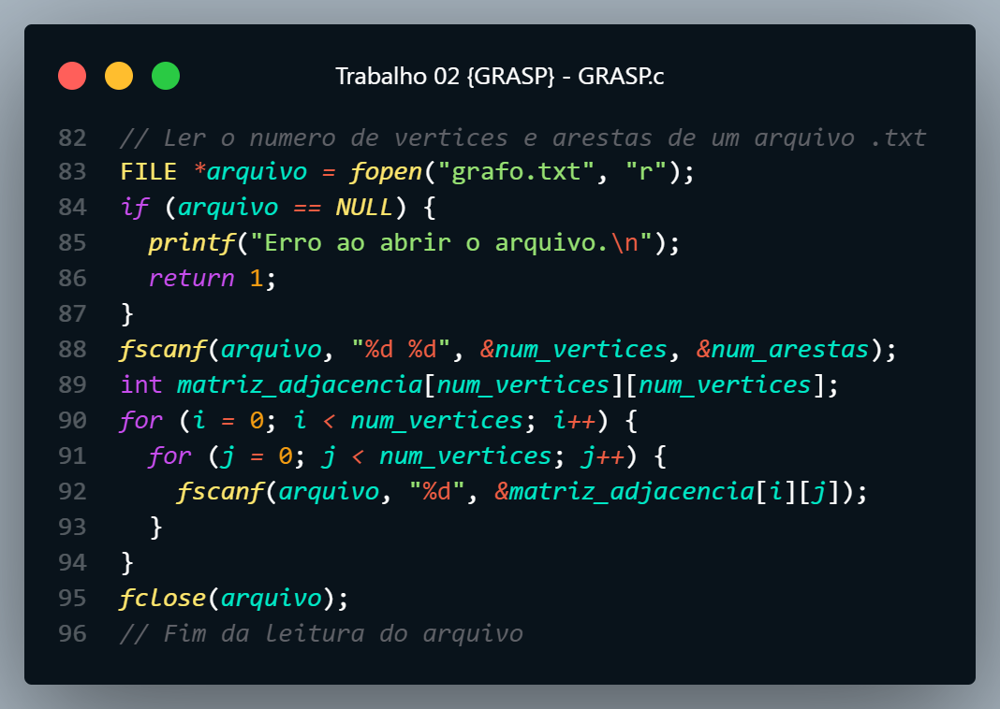 Trabalho 02 {GRASP} - GRASP.c
82 // Ler o numero de vertices e arestas de um arquivo .txt
83 FILE *arquivo = fopen("grafo.txt", "r");
84 if (arquivo == NULL) {
85   printf("Erro ao abrir o arquivo.\n");
86   return 1;
87 }
88 fscanf(arquivo, "%d %d", &num_vertices, &num_arestas);
89 int matriz_adjacencia[num_vertices][num_vertices];
90 for (i = 0; i < num_vertices; i++) {
91   for (j = 0; j < num_vertices; j++) {
92     fscanf(arquivo, "%d", &matriz_adjacencia[i][j]);
93   }
94 }
95 fclose(arquivo);
96 // Fim da leitura do arquivo